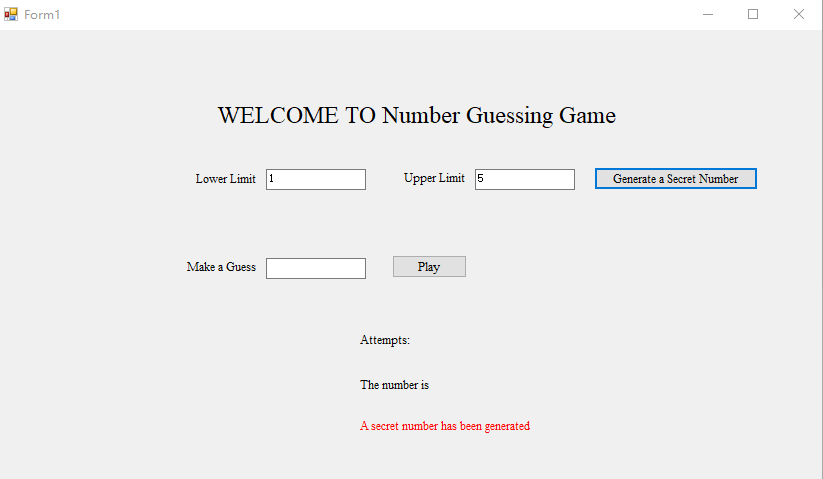 Form1
WELCOME TO Number Guessing Game
Lower Limit 1 Upper Limit 5 Generate a Secret Number
Make a Guess Play
Attempts:
The number is
A secret number has been generated